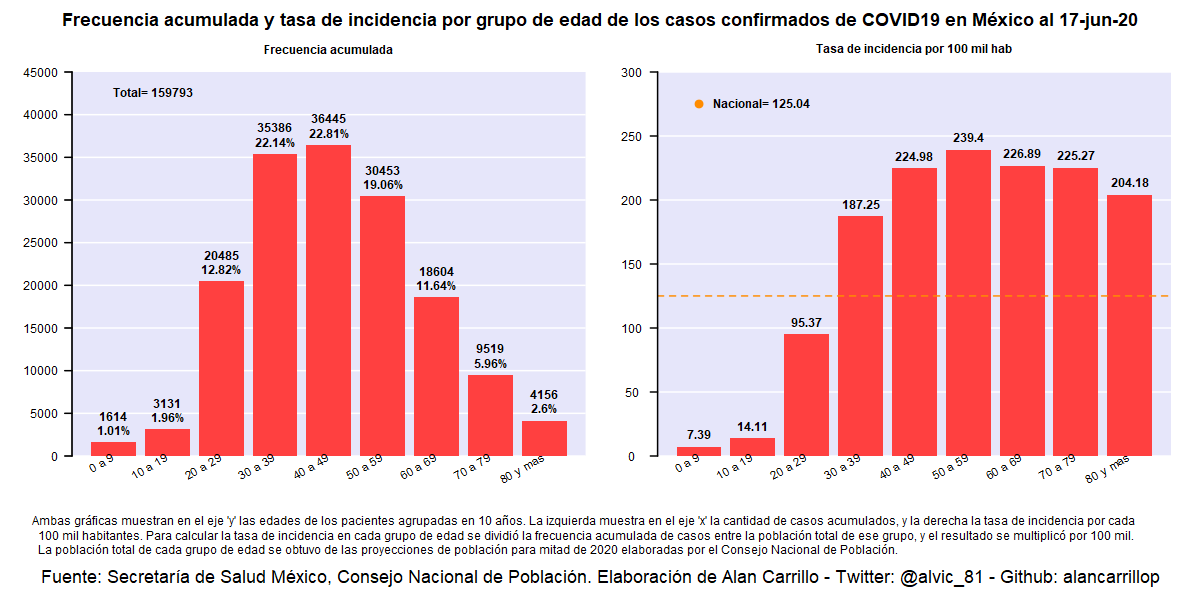 Frecuencia acumulada y tasa de incidencia por grupo de edad de los casos confirmados de COVID19 en México al 17-jun-20
Frecuencia acumulada
45000
40000
35000
30000
25000
20000
15000
10000
5000
0
Total= 159793
1614
1.01%
3131
1.96%
20485
12.82%
35386
22.14%
36445
22.81%
30453
19.06%
18604
11.64%
9519
5.96%
4156
2.6%
0 a 9
10 a 19
20 a 29
30 a 39
40 a 49
50 a 59
60 a 69
70 a 79
80 y mas
Tasa de incidencia por 100 mil hab
300
250
200
150
100
50
0
Nacional= 125.04
7.39
14.11
95.37
187.25
224.98
239.4
226.89
225.27
204.18
0 a 9
10 a 19
20 a 29
30 a 39
40 a 49
50 a 59
60 a 69
70 a 79
80 y mas
Ambas gráficas muestran en el eje 'y' las edades de los pacientes agrupadas en 10 años. La izquierda muestra en el eje 'x' la cantidad de casos acumulados, y la derecha la tasa de incidencia por cada
100 mil habitantes. Para calcular la tasa de incidencia en cada grupo de edad se dividió la frecuencia acumulada de casos entre la población total de ese grupo, y el resultado se multiplicó por 100 mil.
La población total de cada grupo de edad se obtuvo de las proyecciones de población para mitad de 2020 elaboradas por el Consejo Nacional de Población.
Fuente: Secretaría de Salud México, Consejo Nacional de Población. Elaboración de Alan Carrillo - Twitter: @alvic_81 - Github: alancarrillop